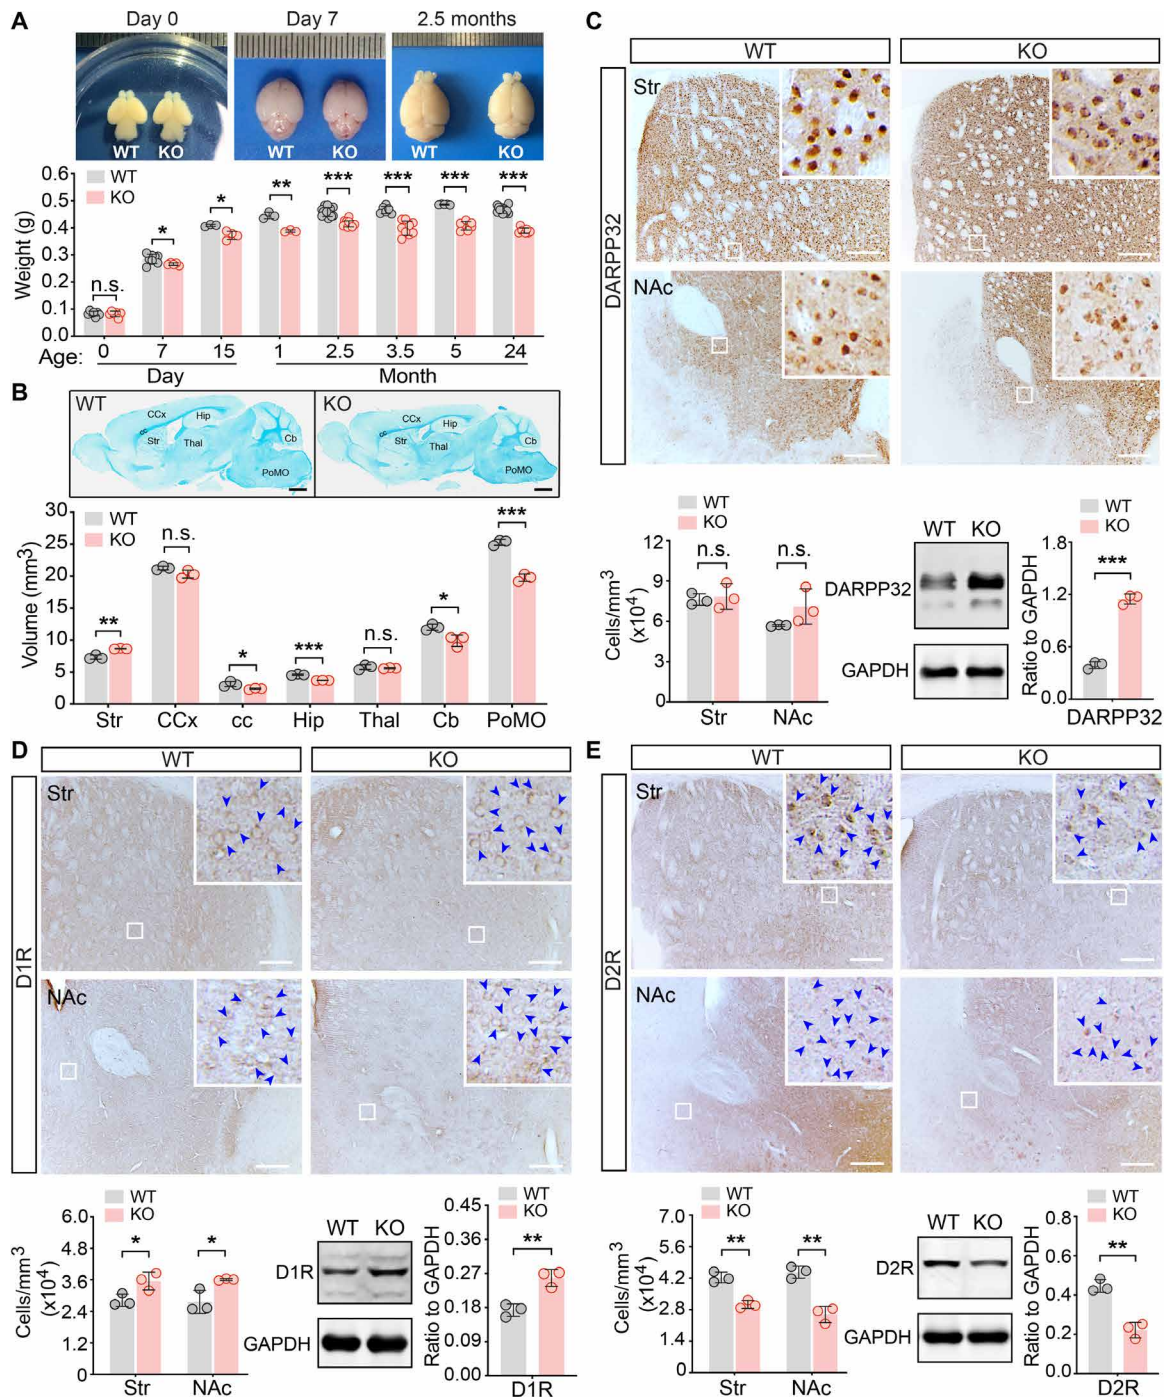 A
Day 0
Day 7
2.5 months
WT KO
WT KO
WT KO
WT
KO
Weight (g)
0.6
0.5
0.4
0.3
0.2
0.1
0.0
n.s.
*
*
**
***
***
***
***
Age: 0 7 15 1 2.5 3.5 5 24
Day
Month
B
WT
CCx
Hip
cc
Str
Thal
Cb
PoMO
KO
CCx
Hip
cc
Str
Thal
Cb
PoMO
WT
KO
Volume (mm3)
30
25
20
15
10
5
0
**
n.s.
*
***
n.s.
*
***
Str CCx cc Hip Thal Cb PoMO
C
WT
KO
DARPP32
Str
NAc
WT
KO
Cells/mm3
(x104)
12
9
6
3
0
n.s.
n.s.
Str NAc
WT KO
DARPP32
GAPDH
WT
KO
Ratio to GAPDH
1.8
1.2
0.6
0.0
***
DARPP32
D
WT
KO
D1R
Str
NAc
WT
KO
Cells/mm3
(x104)
6.0
4.8
3.6
2.4
1.2
0
*
*
Str NAc
WT KO
D1R
GAPDH
WT
KO
Ratio to GAPDH
0.45
0.36
0.27
0.18
0.09
0.00
**
D1R
E
WT
KO
D2R
Str
NAc
WT
KO
Cells/mm3
(x104)
7.0
5.6
4.2
2.8
1.4
0
**
**
Str NAc
WT KO
D2R
GAPDH
WT
KO
Ratio to GAPDH
0.8
0.6
0.4
0.2
0
**
D2R